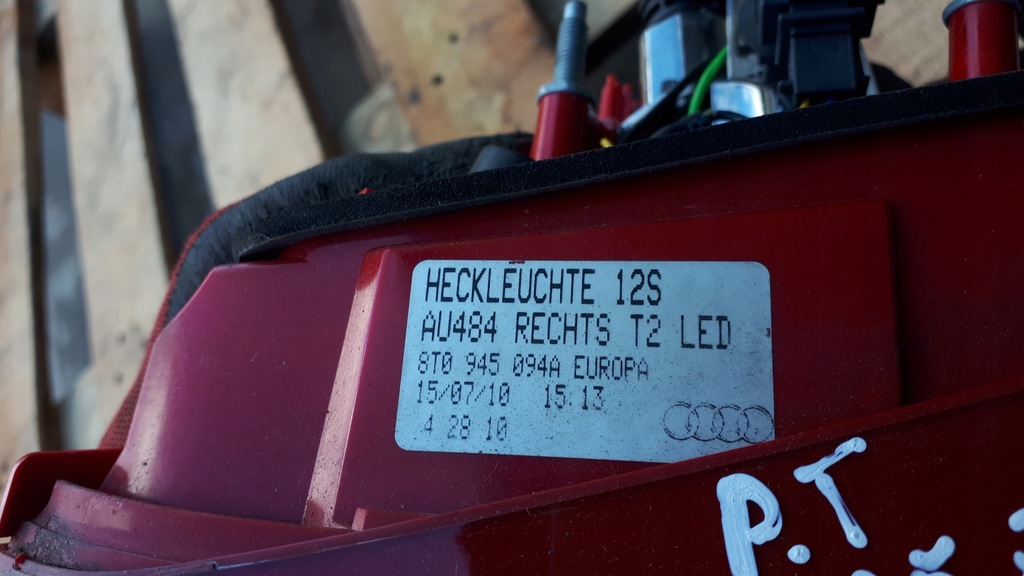 HECKLEUCHTE 12S
AU484 RECHTS T2 LED
8T0 945 094A EUROPA
15/07/10 15:13
4 28 10
P.T